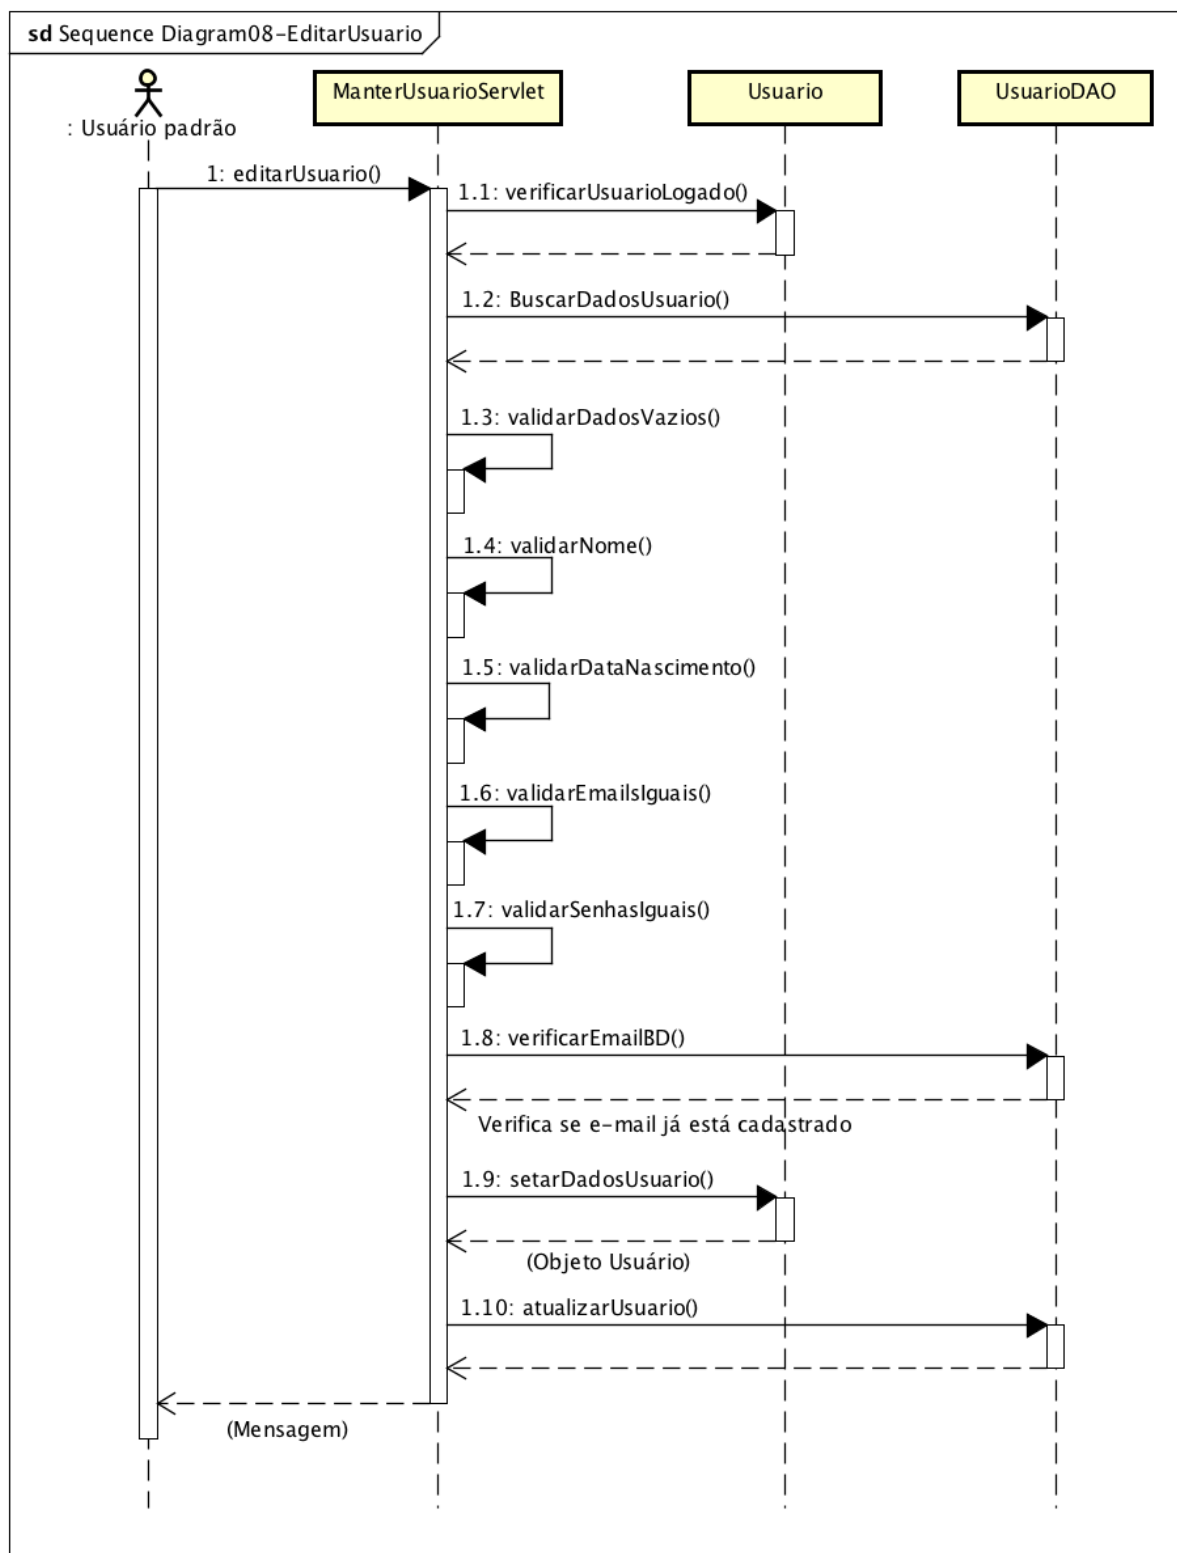 sd Sequence Diagram08-EditarUsuario
: Usuário padrão
ManterUsuarioServlet
Usuario
UsuarioDAO
1: editarUsuario()
1.1: verificarUsuarioLogado()
1.2: BuscarDadosUsuario()
1.3: validarDadosVazios()
1.4: validarNome()
1.5: validarDataNascimento()
1.6: validarEmailsIguais()
1.7: validarSenhasIguais()
1.8: verificarEmailBD()
Verifica se e-mail já está cadastrado
1.9: setarDadosUsuario()
(Objeto Usuário)
1.10: atualizarUsuario()
(Mensagem)